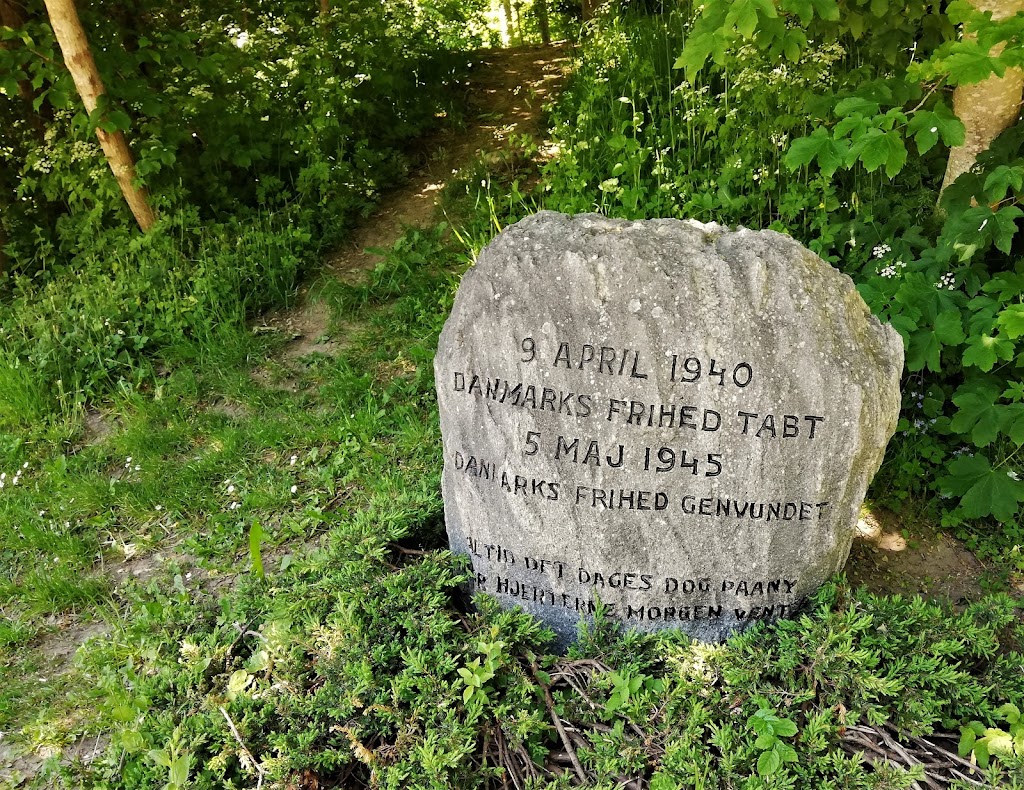 9 APRIL 1940
DANMARKS FRIHED TABT
5 MAJ 1945
DANMARKS FRIHED GENVUNDET
ALTID DET DAGES DOG PAANY
HJERTERNE MORGEN VENTE